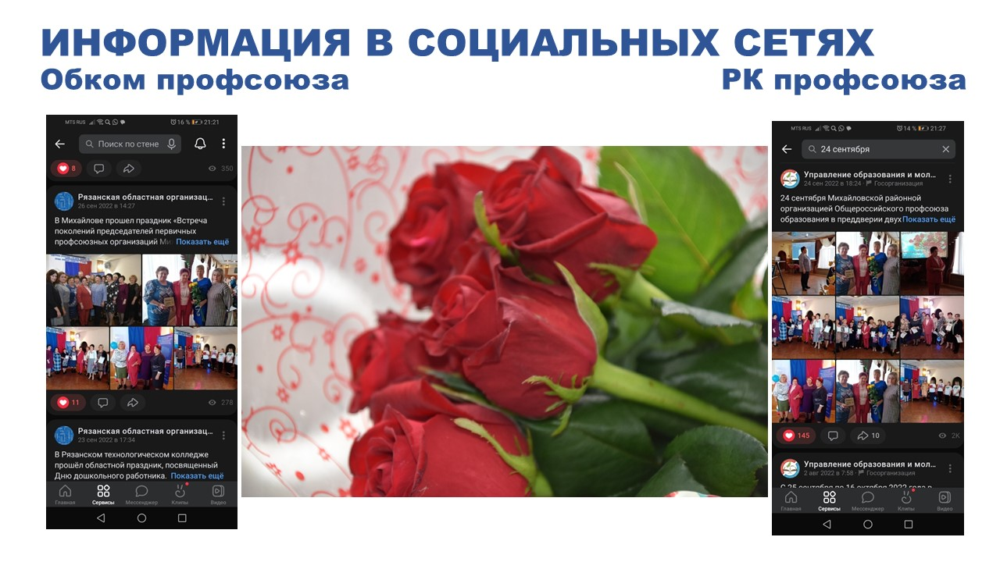 ИНФОРМАЦИЯ В СОЦИАЛЬНЫХ СЕТЯХ
Обком профсоюза
РК профсоюза
MTS RUS
16 %
21:21
Поиск по стене
8
350
Рязанская областная организац...
26 сен 2022 в 14:27
В Михайлове прошел праздник «Встреча
поколений председателей первичных
профсоюзных организаций Показать ещё
11
278
Рязанская областная организац...
23 сен 2022 в 17:34
В Рязанском технологическом колледже
прошёл областной праздник, посвященный
Дню дошкольного работника. Показать ещё
Главная
Сервисы
Мессенджер
Клипы
Видео
MTS RUS
14 %
21:27
24 сентября
Управление образования и мол...
24 сен 2022 в 18:24 · Госорганизация
24 сентября Михайловской районной
организацией Общероссийского профсоюза
образования в преддверии двух Показать ещё
145
10
2K
Управление образования и мол...
2 авг 2022 в 7:58 · Госорганизация
С 25 сентября по 16 октября 2022 года в
Главная
Сервисы
Мессенджер
Клипы
Видео